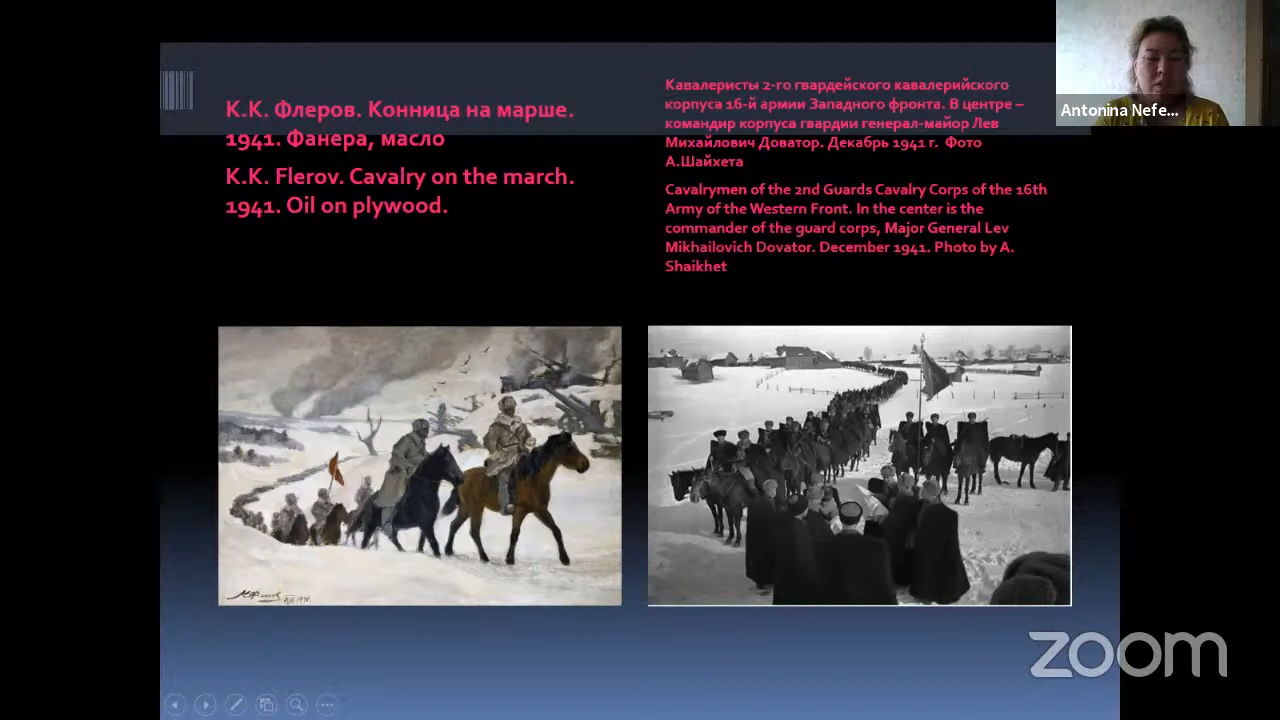 К.К. Флеров. Конница на марше.
1941. Фанера, масло
K.K. Flerov. Cavalry on the march.
1941. Oil on plywood.
Кавалеристы 2-го гвардейского кавалерийского
корпуса 16-й армии Западного фронта. В центре –
командир корпуса гвардии генерал-майор Лев
Михайлович Доватор. Декабрь 1941 г. Фото
А.Шайхета
Cavalrymen of the 2nd Guards Cavalry Corps of the 16th
Army of the Western Front. In the center is the
commander of the guard corps, Major General Lev
Mikhailovich Dovator. December 1941. Photo by A.
Shaikhet
Antonina Nefe...
zoom